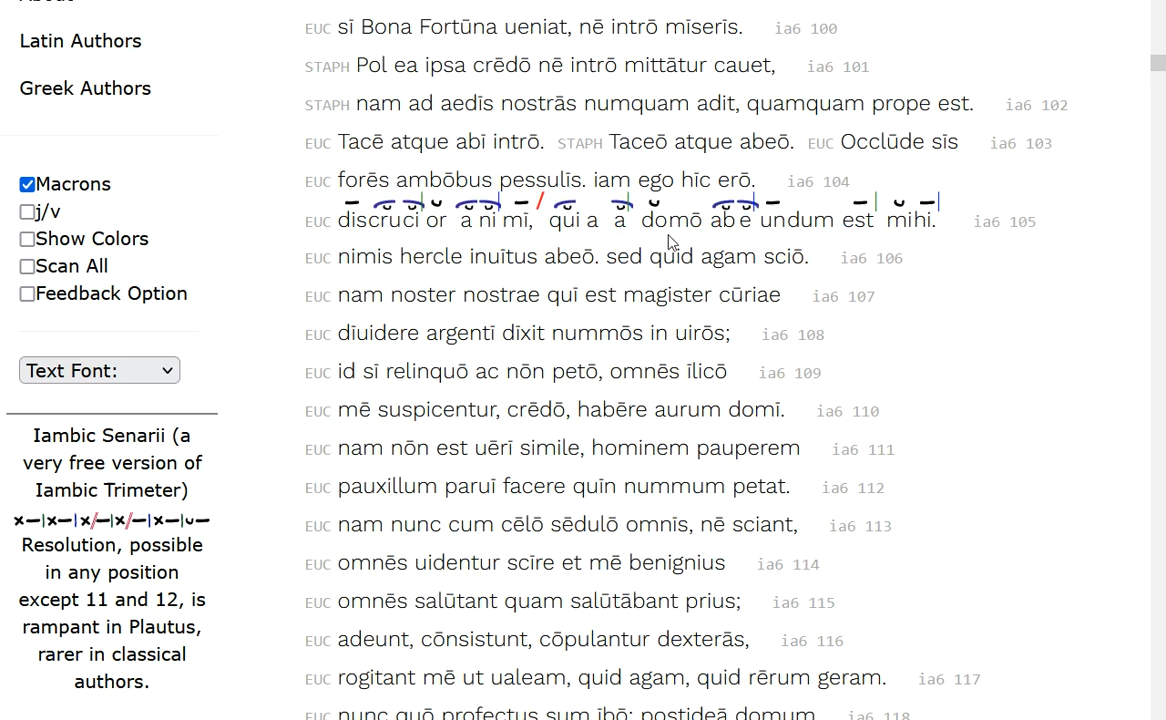 Latin Authors
Greek Authors
Macrons
j/v
Show Colors
Scan All
Feedback Option
Text Font:
Iambic Senarii (a
very free version of
Iambic Trimeter)
x—|x—|x/—|x/—|x—|⏑—
Resolution, possible
in any position
except 11 and 12, is
rampant in Plautus,
rarer in classical
authors.
EUC sī Bona Fortūna ueniat, nē intrō mīserīs. ia6 100
STAPH Pol ea ipsa crēdō nē intrō mittātur cauet, ia6 101
STAPH nam ad aedīs nostrās numquam adit, quamquam prope est. ia6 102
EUC Tacē atque abī intrō. STAPH Taceō atque abeō. EUC Occlūde sīs ia6 103
EUC forēs ambōbus pessulīs. iam ego hīc erō. ia6 104
EUC discrucior animī, quia ā domō abeundum est mihi. ia6 105
EUC nimis hercle inuītus abeō. sed quid agam sciō. ia6 106
EUC nam noster nostrae quī est magister cūriae ia6 107
EUC dīuidere argentī dīxit nummōs in uirōs; ia6 108
EUC id sī relinquō ac nōn petō, omnēs īlicō ia6 109
EUC mē suspicentur, crēdō, habēre aurum domī. ia6 110
EUC nam nōn est uērī simile, hominem pauperem ia6 111
EUC pauxillum paruī facere quīn nummum petat. ia6 112
EUC nam nunc cum cēlō sēdulō omnīs, nē sciant, ia6 113
EUC omnēs uidentur scīre et mē benignius ia6 114
EUC omnēs salūtant quam salūtābant prius; ia6 115
EUC adeunt, cōnsistunt, cōpulantur dexterās, ia6 116
EUC rogitant mē ut ualeam, quid agam, quid rērum geram. ia6 117
EUC nunc quō profectus sum ībō; postideā domum ia6 118